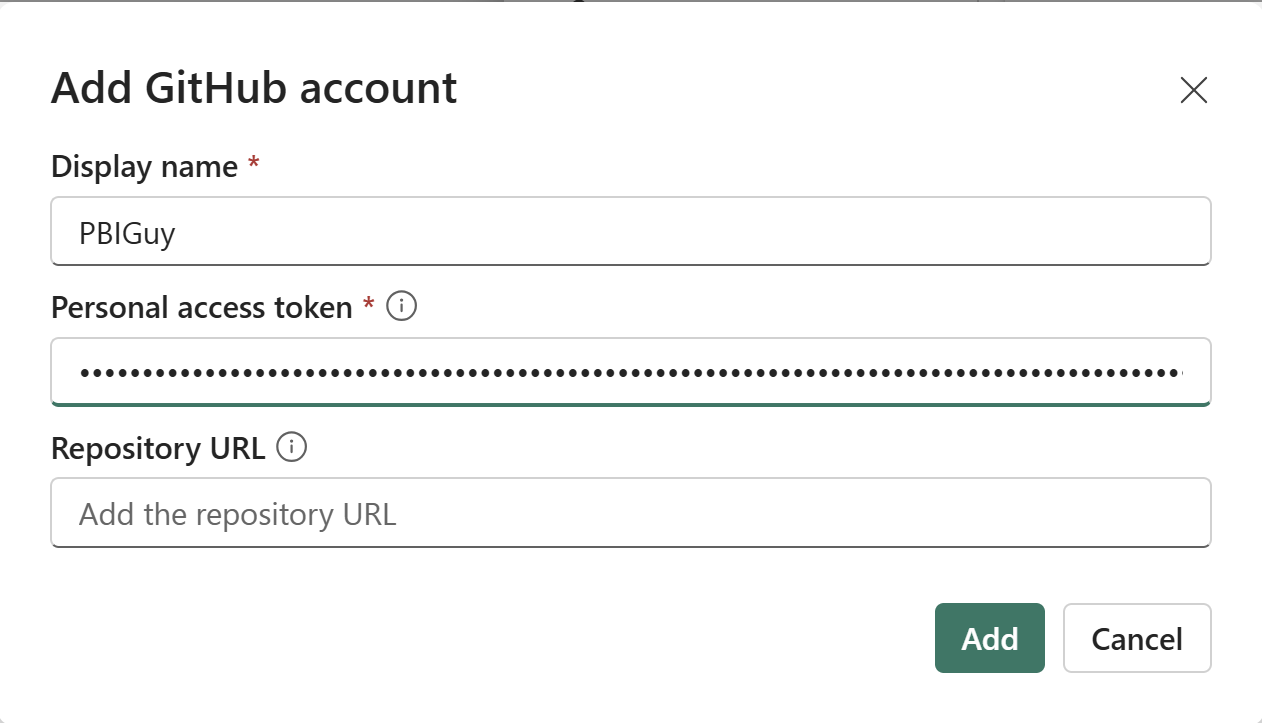 Add GitHub account
Display name *
PBIGuy
Personal access token *
Repository URL
Add the repository URL
Add
Cancel